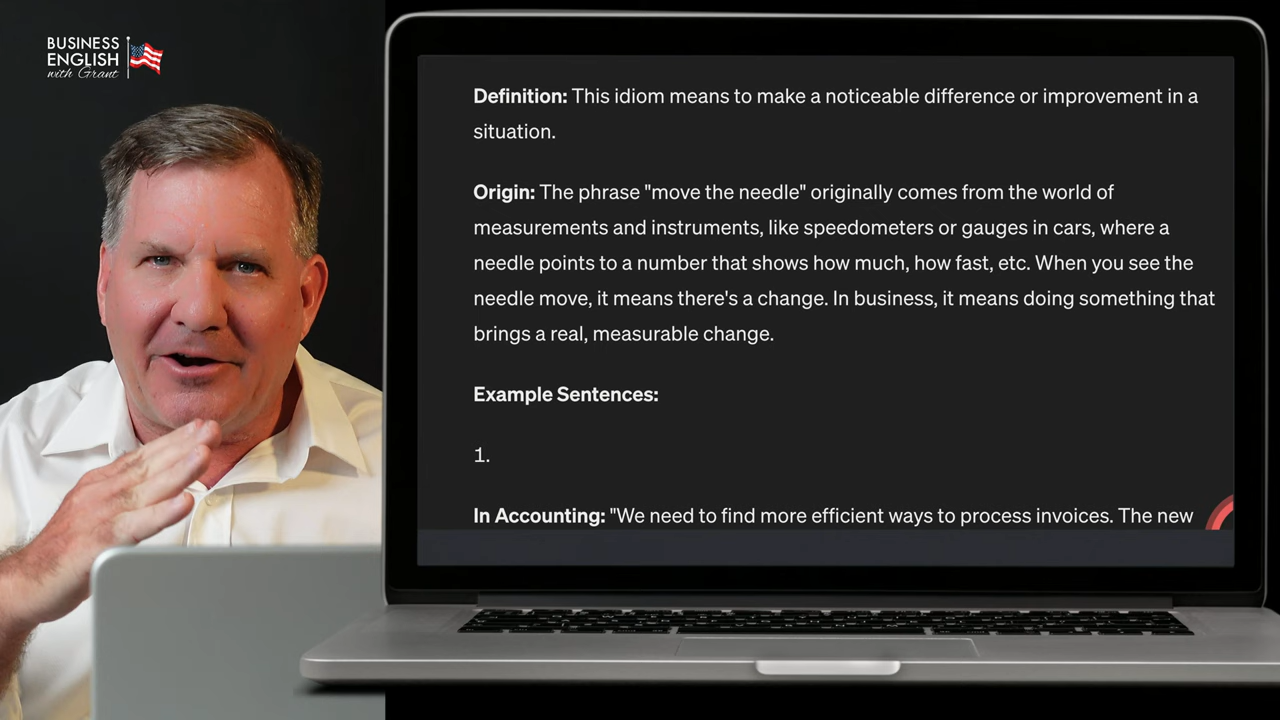 BUSINESS
ENGLISH
with Grant
Definition: This idiom means to make a noticeable difference or improvement in a
situation.
Origin: The phrase "move the needle" originally comes from the world of
measurements and instruments, like speedometers or gauges in cars, where a
needle points to a number that shows how much, how fast, etc. When you see the
needle move, it means there's a change. In business, it means doing something that
brings a real, measurable change.
Example Sentences:
1.
In Accounting: "We need to find more efficient ways to process invoices. The new